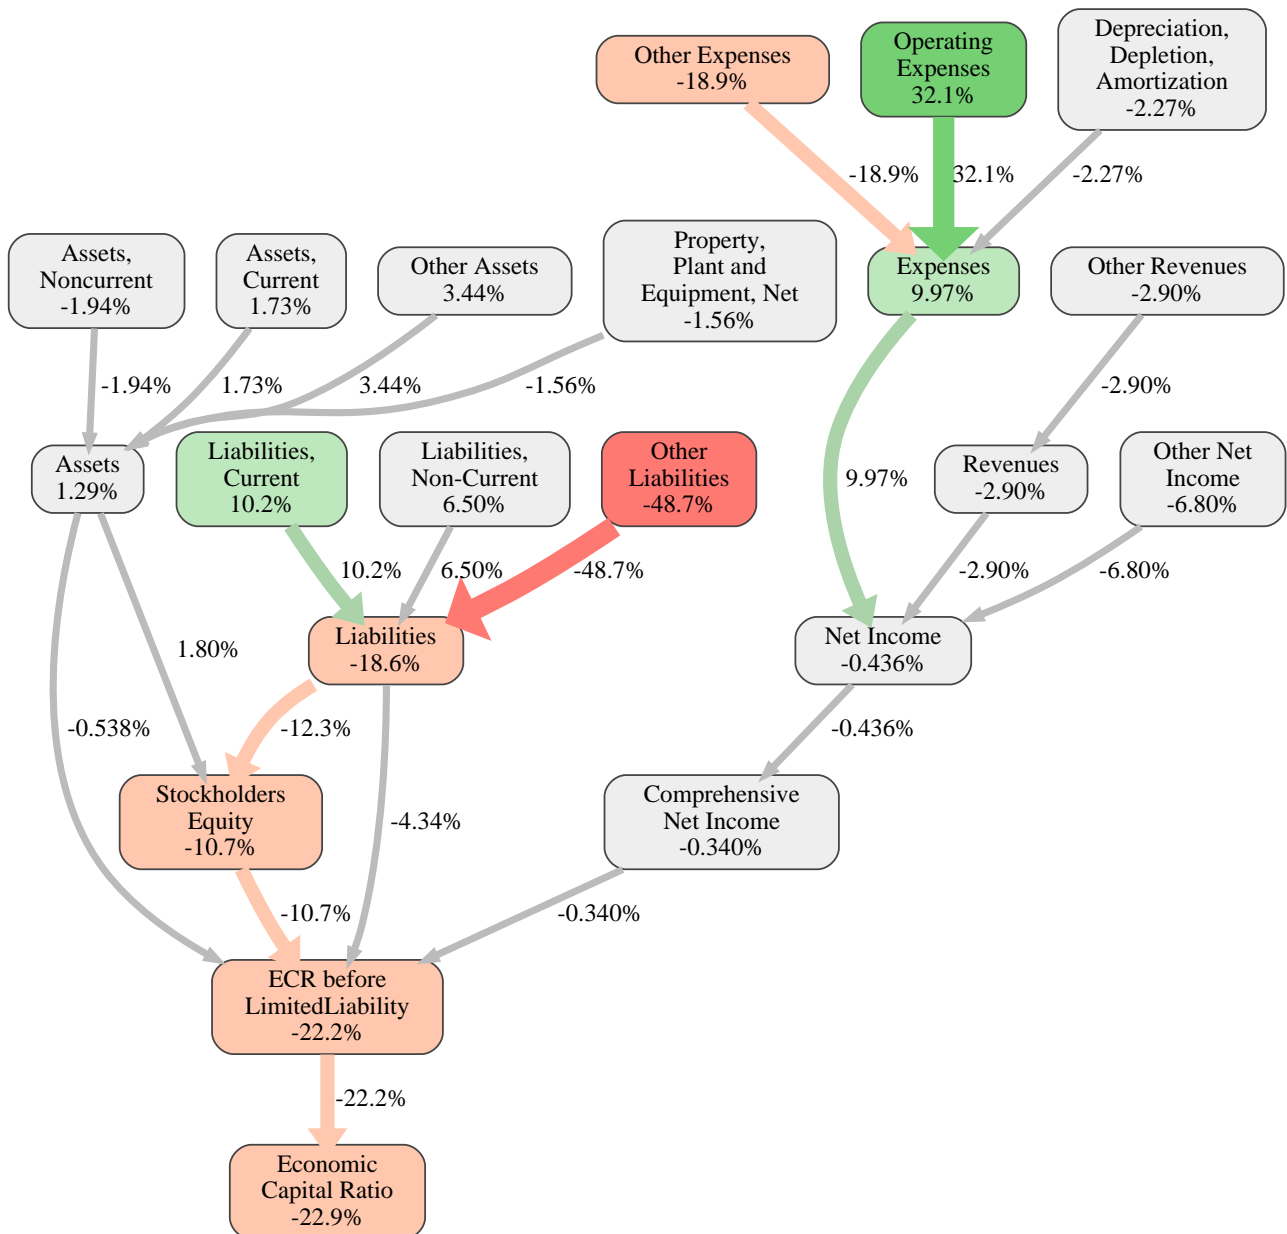 Other Expenses
-18.9%
Operating
Expenses
32.1%
Depreciation,
Depletion,
Amortization
-2.27%
-18.9%
32.1%
-2.27%
Assets,
Noncurrent
-1.94%
Assets,
Current
1.73%
Other Assets
3.44%
Property,
Plant and
Equipment, Net
-1.56%
Expenses
9.97%
Other Revenues
-2.90%
-1.94%
1.73%
3.44%
-1.56%
-2.90%
Assets
1.29%
Liabilities,
Current
10.2%
Liabilities,
Non-Current
6.50%
Other
Liabilities
-48.7%
9.97%
Revenues
-2.90%
Other Net
Income
-6.80%
10.2%
6.50%
-48.7%
-2.90%
-6.80%
1.80%
Liabilities
-18.6%
Net Income
-0.436%
-0.538%
-12.3%
-0.436%
Stockholders
Equity
-10.7%
-4.34%
Comprehensive
Net Income
-0.340%
-10.7%
-0.340%
ECR before
LimitedLiability
-22.2%
-22.2%
Economic
Capital Ratio
-22.9%